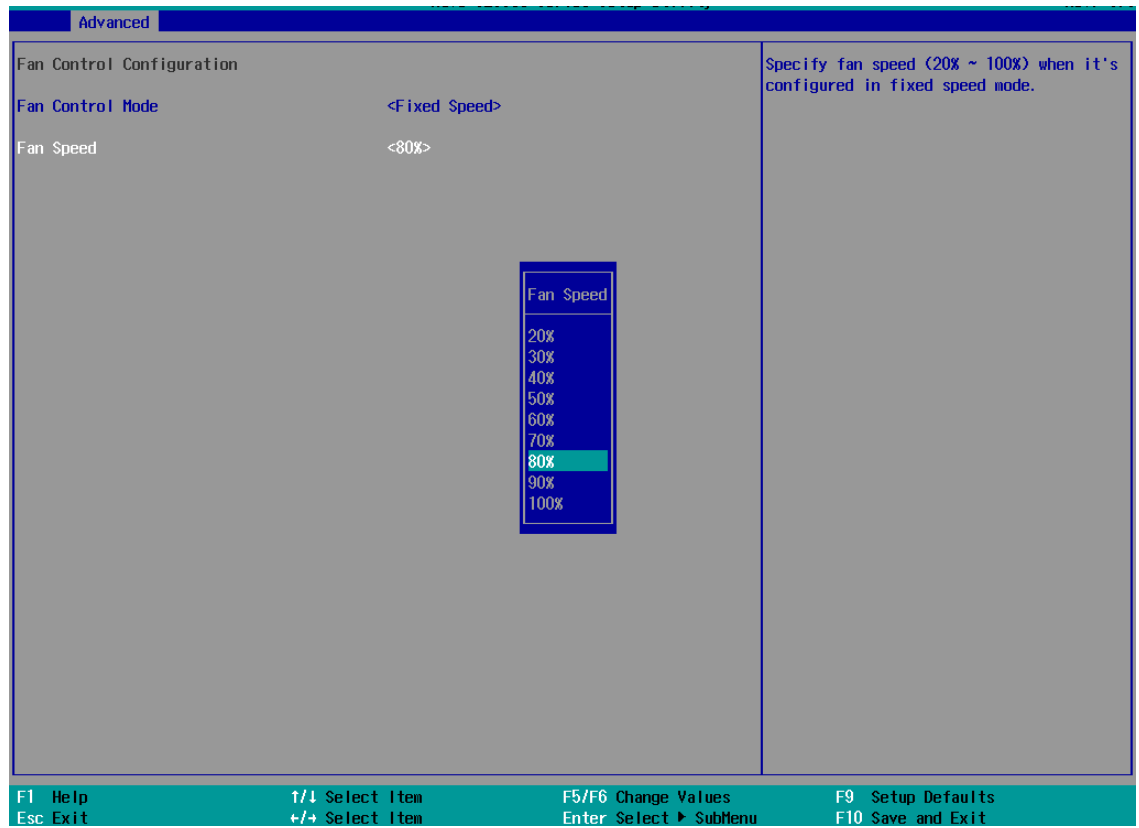 Advanced
Fan Control Configuration
Fan Control Mode <Fixed Speed>
Fan Speed <80%>
Specify fan speed (20% ~ 100%) when it's
configured in fixed speed mode.
Fan Speed
20%
30%
40%
50%
60%
70%
80%
90%
100%
F1 Help ↑/↓ Select Item F5/F6 Change Values F9 Setup Defaults
Esc Exit ←/→ Select Item Enter Select ▶ SubMenu F10 Save and Exit